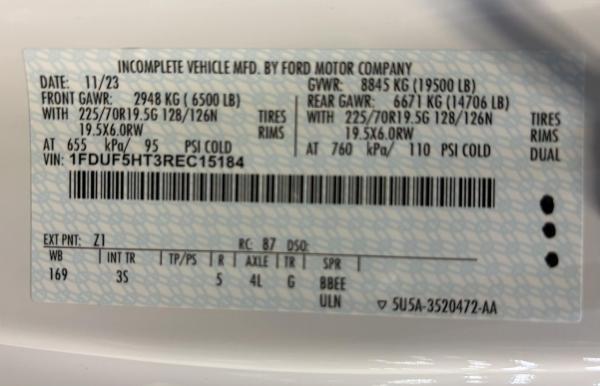 INCOMPLETE VEHICLE MFD. BY FORD MOTOR COMPANY
DATE: 11/23 GVWR: 8845 KG (19500 LB)
FRONT GAWR: 2948 KG ( 6500 LB) REAR GAWR: 6671 KG (14706 LB)
WITH 225/70R19.5G 128/126N TIRES WITH 225/70R19.5G 128/126N TIRES
19.5X6.0RW RIMS 19.5X6.0RW RIMS
AT 655 kPa/ 95 PSI COLD AT 760 kPa/ 110 PSI COLD DUAL
VIN: 1FDUF5HT3REC15184
EXT PNT: Z1 RC: 87 DSO:
WB | INT TR | TP/PS | R | AXLE | TR | SPR |
169 3S 5 4L G BBEE
ULN ▽ 5U5A-3520472-AA